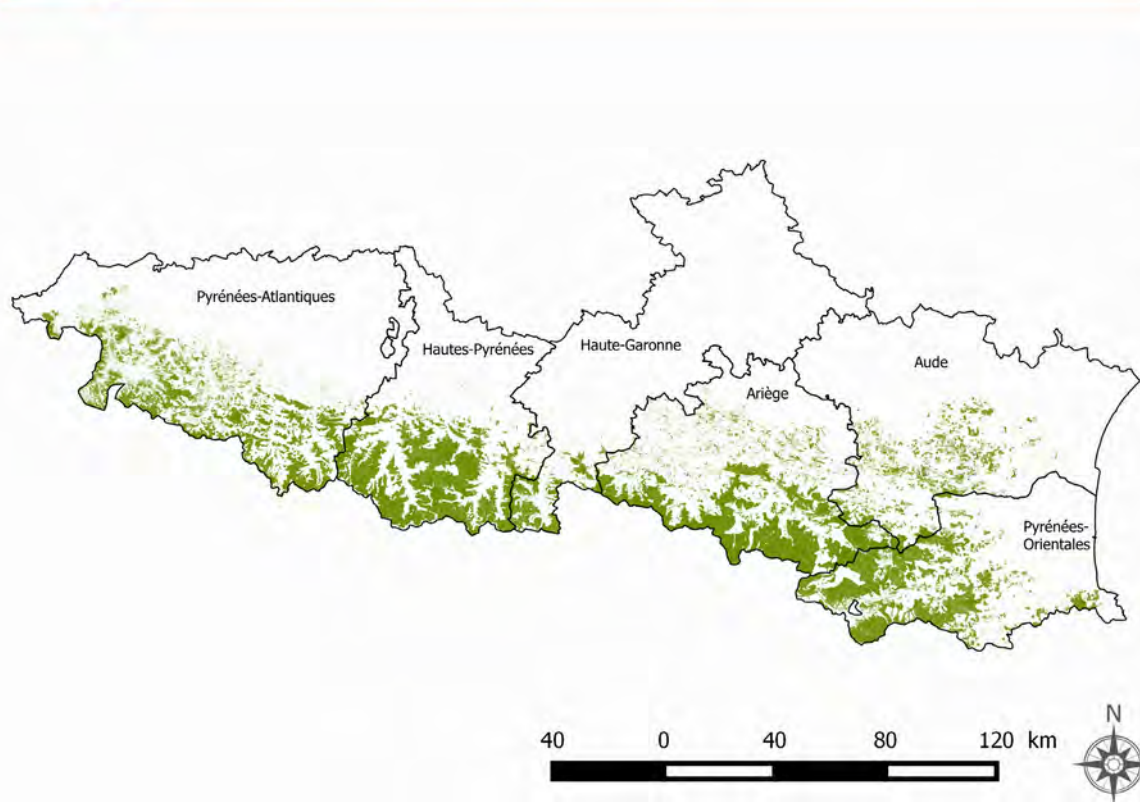 Pyrénées-Atlantiques
Hautes-Pyrénées
Haute-Garonne
Aude
Ariège
Pyrénées-
Orientales
N
40 0 40 80 120 km